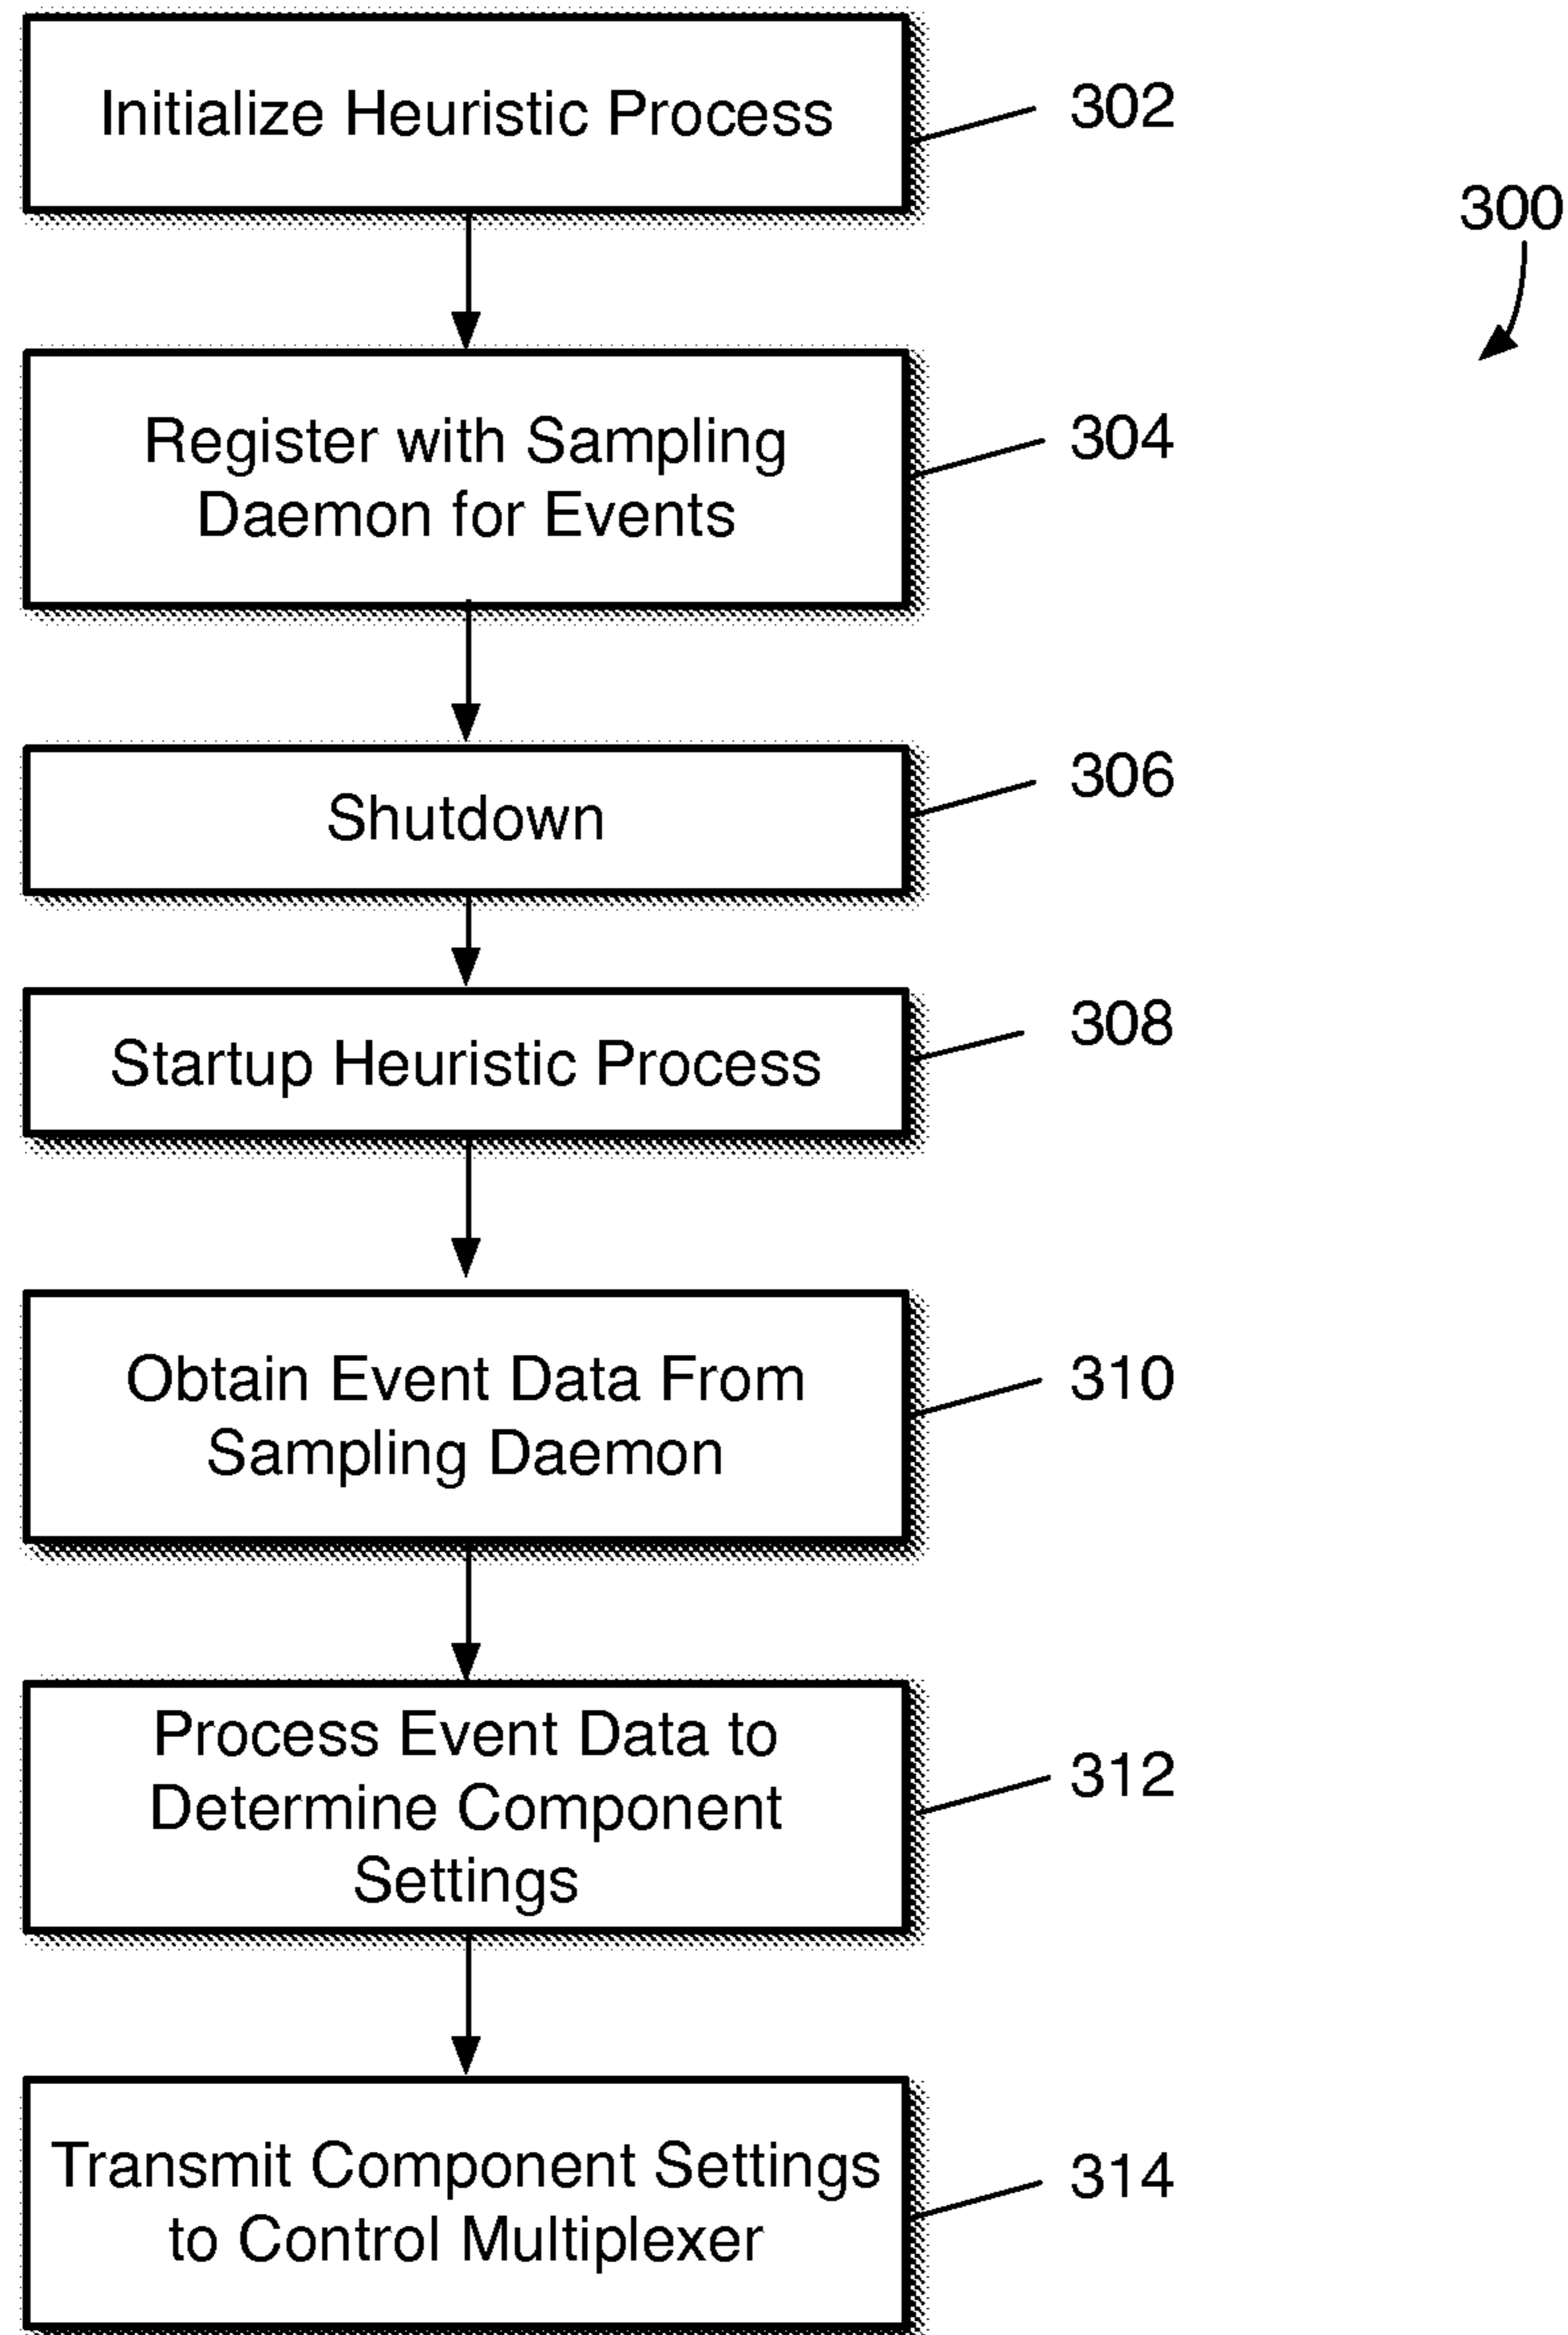 Initialize Heuristic Process
302
300
Register with Sampling
Daemon for Events
304
Shutdown
306
Startup Heuristic Process
308
Obtain Event Data From
Sampling Daemon
310
Process Event Data to
Determine Component
Settings
312
Transmit Component Settings
to Control Multiplexer
314